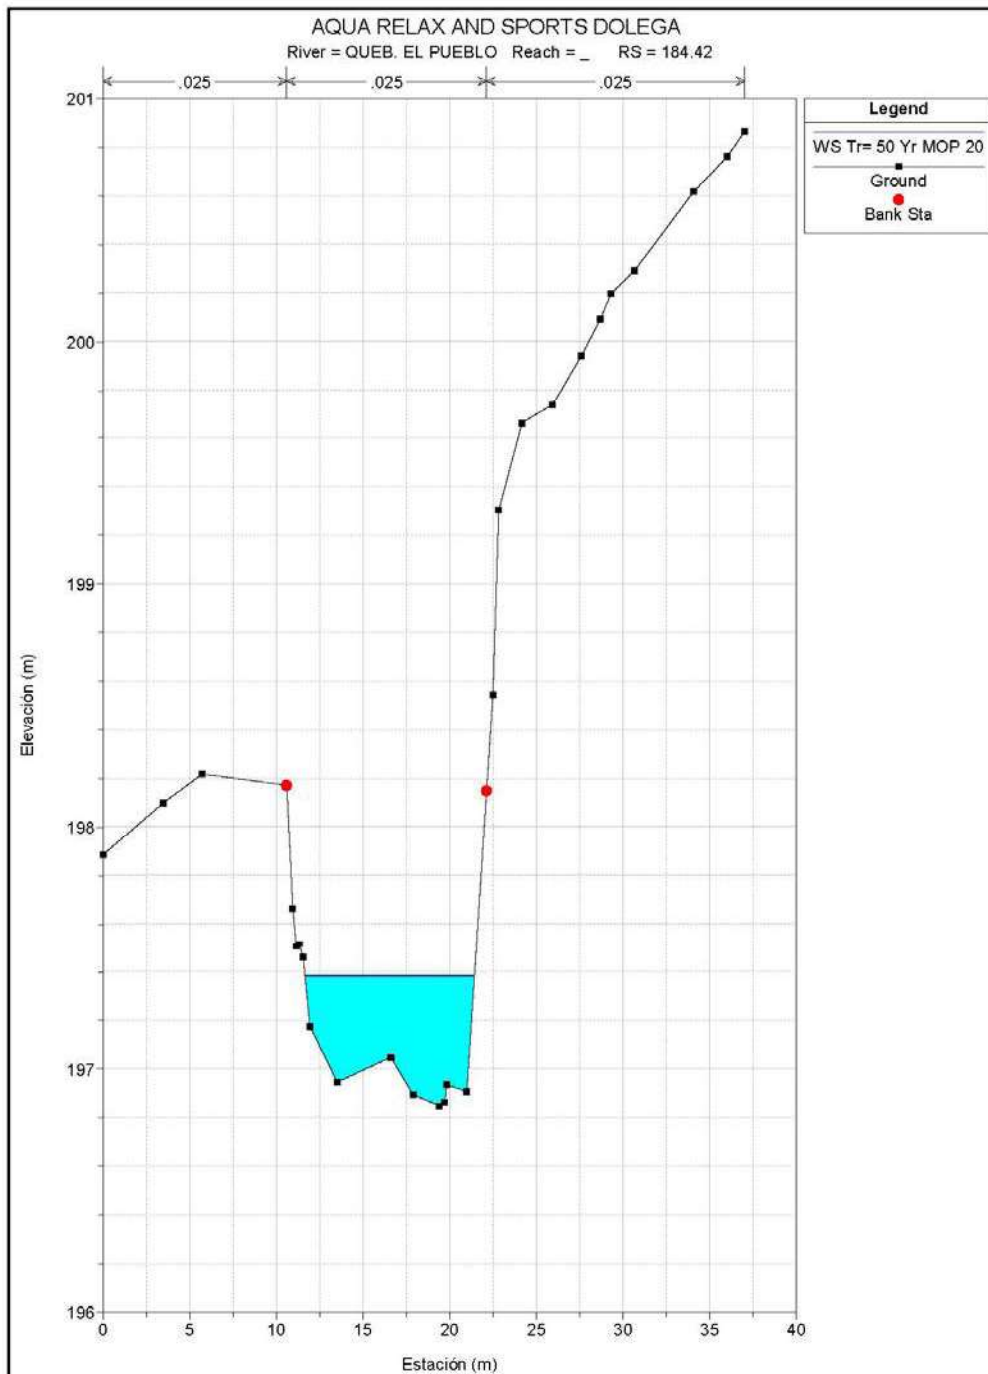 AQUA RELAX AND SPORTS DOLEGA
River = QUEB. EL PUEBLO Reach = _ RS = 184.42
.025 .025 .025
Legend
WS Tr= 50 Yr MOP 20
Ground
Bank Sta
201
200
199
198
197
196
Elevación (m)
0 5 10 15 20 25 30 35 40
Estación (m)